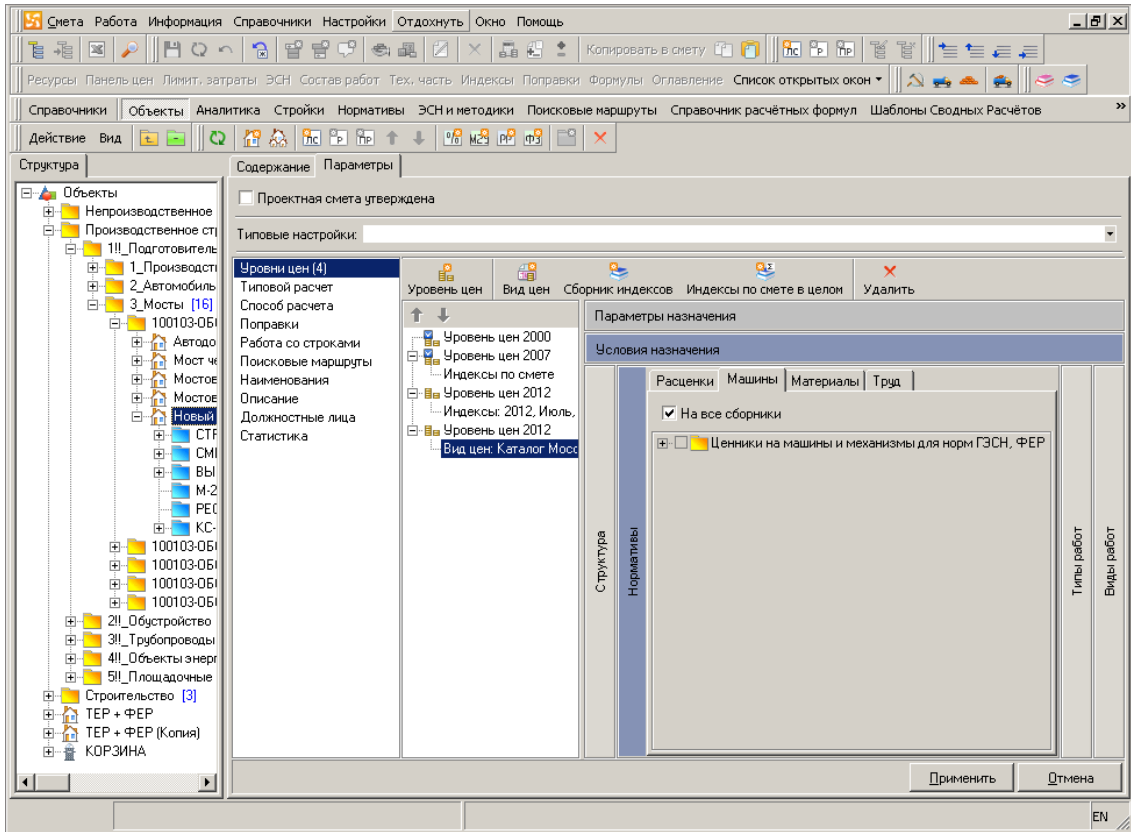 Смета Работа Информация Справочники Настройки Отдохнуть Окно Помощь
Копировать в смету
Ресурсы Панель цен Лимит. затраты ЭСН Состав работ Тех. часть Индексы Поправки Формулы Оглавление Список открытых окон
Справочники Объекты Аналитика Стройки Нормативы ЭСН и методики Поисковые маршруты Справочник расчётных формул Шаблоны Сводных Расчётов »
Действие Вид
Структура
Содержание Параметры
Объекты
Непроизводственное
Производственное ст
1!!_Подготовитель
1_Производст
2_Автомобиль
3_Мосты [16]
100103-ОБ
Автодо
Мост че
Мостов
Мостов
Новый
СТР
СМ
ВЫ
М-2
РЕС
КС-
100103-ОБ
100103-ОБ
100103-ОБ
100103-ОБ
2!!_Обустройство
3!!_Трубопроводы
4!!_Объекты энерг
5!!_Площадочные
Строительство [3]
ТЕР + ФЕР
ТЕР + ФЕР (Копия)
КОРЗИНА
Проектная смета утверждена
Типовые настройки:
Уровни цен (4)
Типовой расчет
Способ расчета
Поправки
Работа со строками
Поисковые маршруты
Наименования
Описание
Должностные лица
Статистика
Уровень цен Вид цен Сборник индексов Индексы по смете в целом Удалить
Уровень цен 2000
Уровень цен 2007
Индексы по смете
Уровень цен 2012
Индексы: 2012, Июль,
Уровень цен 2012
Вид цен: Каталог Мосс
Параметры назначения
Условия назначения
Структура
Нормативы
Расценки Машины Материалы Труд
На все сборники
Ценники на машины и механизмы для норм ГЭСН, ФЕР
Типы работ
Виды работ
Применить Отмена
EN